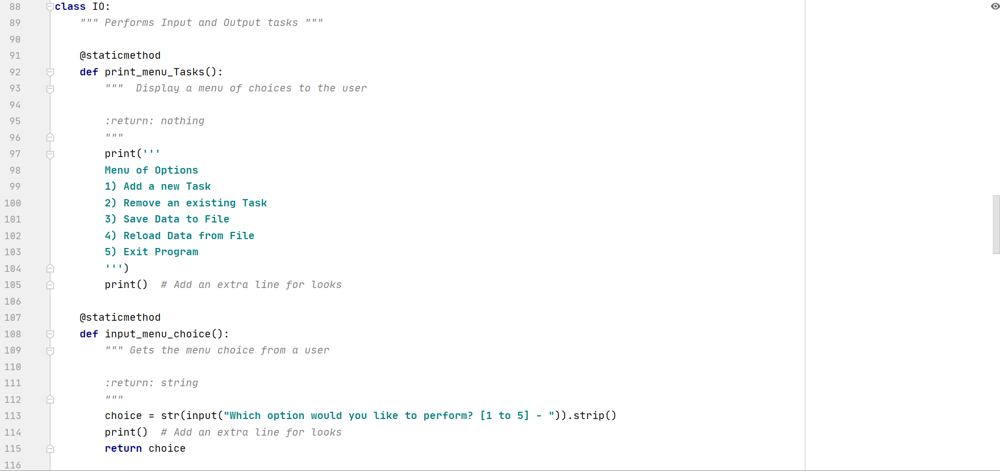 88 class IO:
89     """ Performs Input and Output tasks """
90
91     @staticmethod
92     def print_menu_Tasks():
93         """  Display a menu of choices to the user
94
95         :return: nothing
96         """
97         print('''
98         Menu of Options
99         1) Add a new Task
100         2) Remove an existing Task
101         3) Save Data to File
102         4) Reload Data from File
103         5) Exit Program
104         ''')
105         print()  # Add an extra line for looks
106
107     @staticmethod
108     def input_menu_choice():
109         """ Gets the menu choice from a user
110
111         :return: string
112         """
113         choice = str(input("Which option would you like to perform? [1 to 5] - ")).strip()
114         print()  # Add an extra line for looks
115         return choice
116